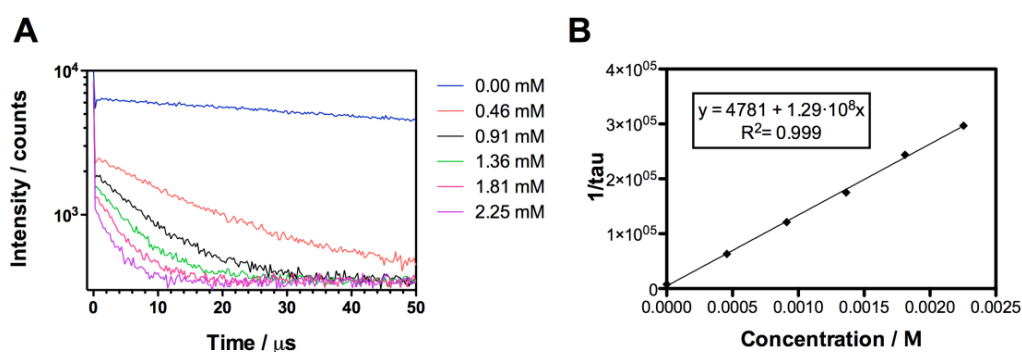 A
10⁴
10³
Intensity / counts
0 10 20 30 40 50
Time / μs
0.00 mM
0.46 mM
0.91 mM
1.36 mM
1.81 mM
2.25 mM
B
4×10⁰⁵
3×10⁰⁵
2×10⁰⁵
1×10⁰⁵
0
1/tau
y = 4781 + 1.29·10⁸x
R²= 0.999
0.0000 0.0005 0.0010 0.0015 0.0020 0.0025
Concentration / M